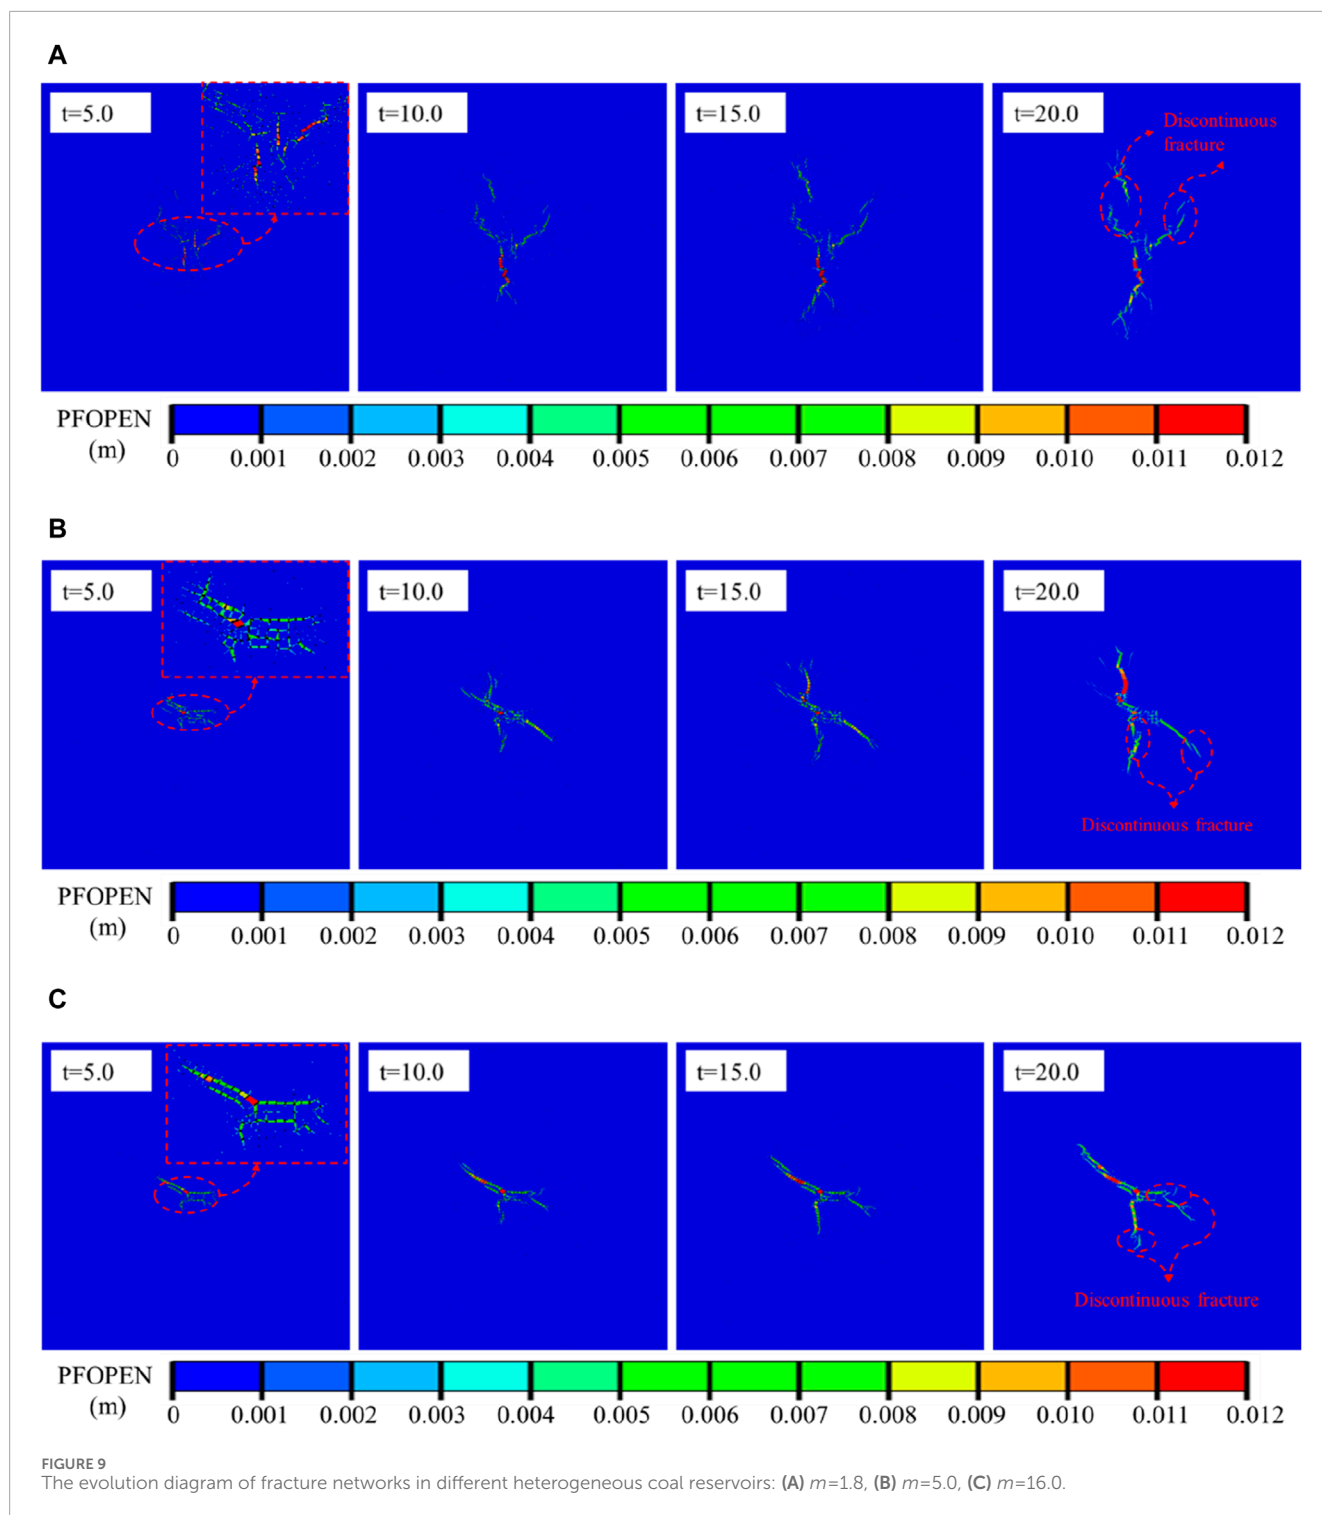 A
t=5.0
t=10.0
t=15.0
t=20.0
Discontinuous
fracture
PFOPEN
(m)
0 0.001 0.002 0.003 0.004 0.005 0.006 0.007 0.008 0.009 0.010 0.011 0.012
B
t=5.0
t=10.0
t=15.0
t=20.0
Discontinuous fracture
PFOPEN
(m)
0 0.001 0.002 0.003 0.004 0.005 0.006 0.007 0.008 0.009 0.010 0.011 0.012
C
t=5.0
t=10.0
t=15.0
t=20.0
Discontinuous fracture
PFOPEN
(m)
0 0.001 0.002 0.003 0.004 0.005 0.006 0.007 0.008 0.009 0.010 0.011 0.012
FIGURE 9
The evolution diagram of fracture networks in different heterogeneous coal reservoirs: (A) m=1.8, (B) m=5.0, (C) m=16.0.